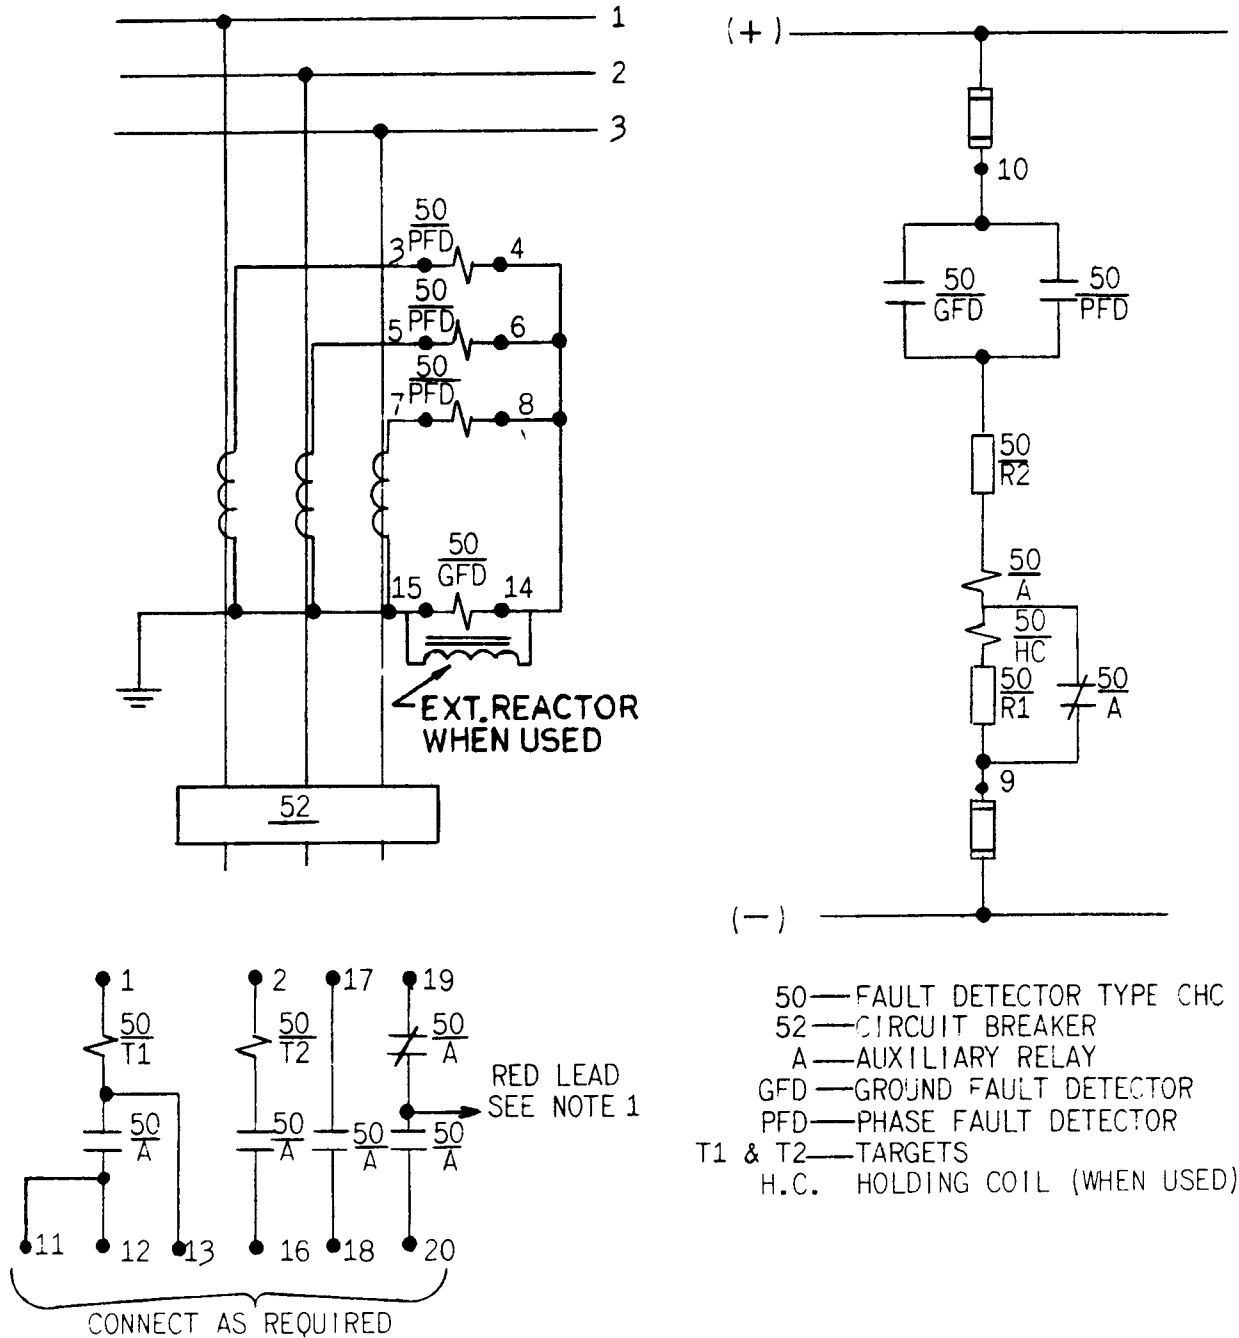 1
2
3
50
PFD
3
4
50
PFD
5
6
50
PFD
7
8
50
GFD
15
14
EXT. REACTOR
WHEN USED
52
(+)
10
50
GFD
50
PFD
50
R2
50
A
50
HC
50
R1
50
A
9
(−)
1
50
T1
50
A
11
12
13
2
50
T2
50
A
16
17
50
A
18
19
50
A
RED LEAD
SEE NOTE 1
50
A
20
CONNECT AS REQUIRED
50—FAULT DETECTOR TYPE CHC
52—CIRCUIT BREAKER
A—AUXILIARY RELAY
GFD—GROUND FAULT DETECTOR
PFD—PHASE FAULT DETECTOR
T1 & T2—TARGETS
H.C. HOLDING COIL (WHEN USED)